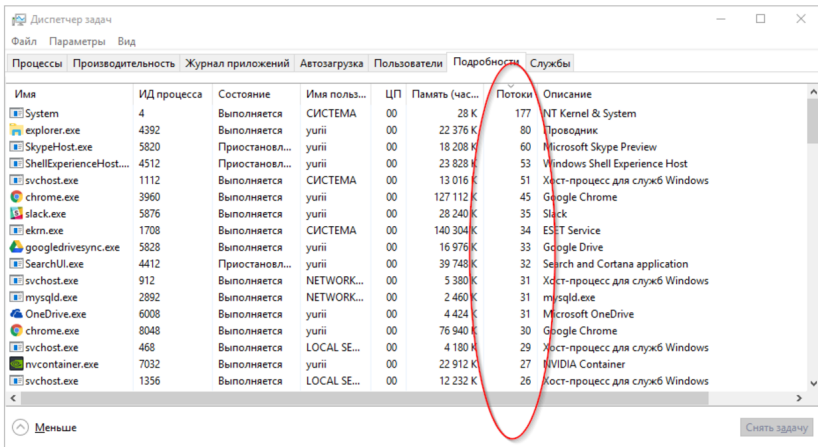 Диспетчер задач
Файл Параметры Вид
Процессы Производительность Журнал приложений Автозагрузка Пользователи Подробности Службы
Имя ИД процесса Состояние Имя польз... ЦП Память (час... Потоки Описание
System 4 Выполняется СИСТЕМА 00 28 K 177 NT Kernel & System
explorer.exe 4392 Выполняется yurii 00 22 376 K 80 Проводник
SkypeHost.exe 5820 Приостановл... yurii 00 18 208 K 60 Microsoft Skype Preview
ShellExperienceHost.... 4512 Приостановл... yurii 00 23 828 K 53 Windows Shell Experience Host
svchost.exe 1112 Выполняется СИСТЕМА 00 13 016 K 51 Хост-процесс для служб Windows
chrome.exe 3960 Выполняется yurii 00 127 112 K 45 Google Chrome
slack.exe 5876 Выполняется yurii 00 28 240 K 35 Slack
ekrn.exe 1708 Выполняется СИСТЕМА 00 140 304 K 34 ESET Service
googledrivesync.exe 5828 Выполняется yurii 00 16 976 K 33 Google Drive
SearchUI.exe 4412 Приостановл... yurii 00 39 748 K 32 Search and Cortana application
svchost.exe 912 Выполняется NETWORK... 00 5 380 K 31 Хост-процесс для служб Windows
mysqld.exe 2892 Выполняется NETWORK... 00 2 460 K 31 mysqld.exe
OneDrive.exe 6008 Выполняется yurii 00 4 424 K 31 Microsoft OneDrive
chrome.exe 8048 Выполняется yurii 00 76 940 K 30 Google Chrome
svchost.exe 468 Выполняется LOCAL SE... 00 4 180 K 29 Хост-процесс для служб Windows
nvcontainer.exe 7032 Выполняется yurii 00 22 912 K 27 NVIDIA Container
svchost.exe 1356 Выполняется LOCAL SE... 00 12 232 K 26 Хост-процесс для служб Windows
Меньше Снять задачу